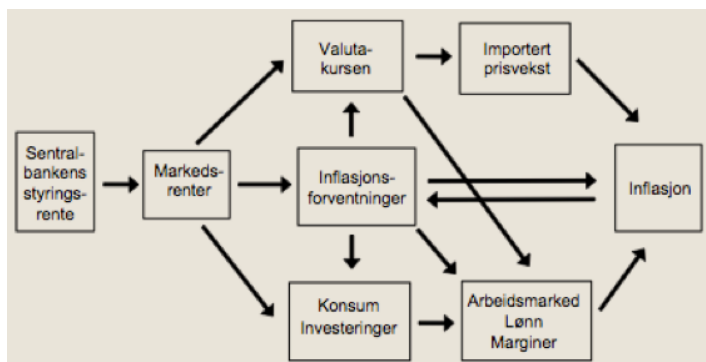 Sentral-
bankens
styrings-
rente
Markeds-
renter
Valuta-
kursen
Importert
prisvekst
Inflasjons-
forventninger
Inflasjon
Konsum
Investeringer
Arbeidsmarked
Lønn
Marginer